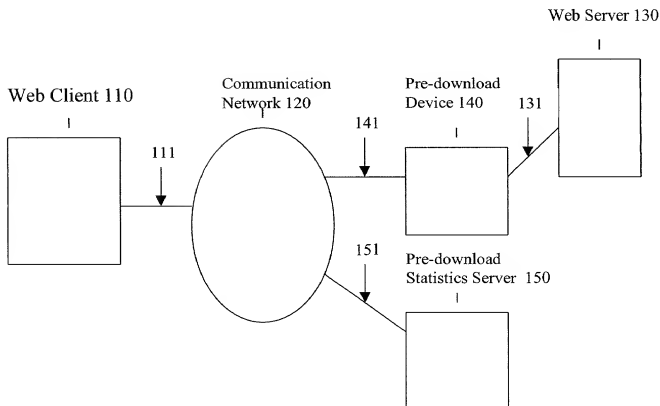 Web Server 130
Communication
Network 120
Pre-download
Device 140
131
Web Client 110
141
111
151
Pre-download
Statistics Server 150